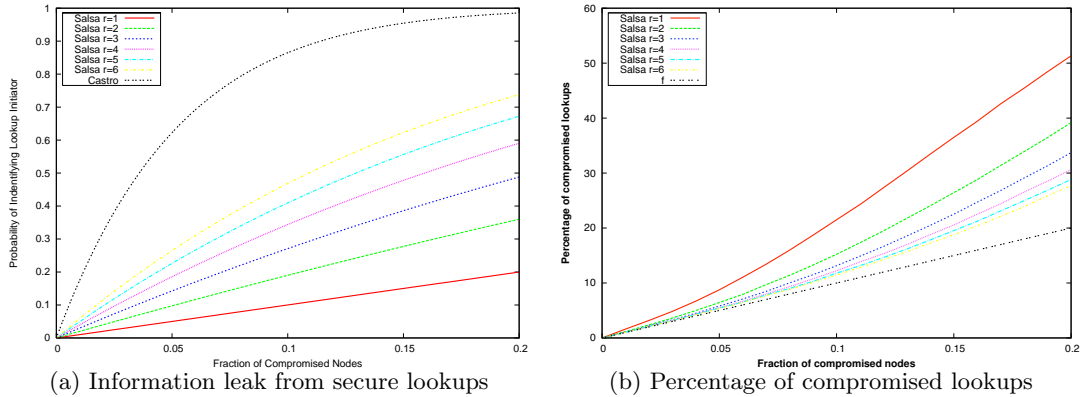 Salsa r=1
Salsa r=2
Salsa r=3
Salsa r=4
Salsa r=5
Salsa r=6
Castro
1
0.9
0.8
0.7
0.6
0.5
0.4
0.3
0.2
0.1
0
Probability of Indentifying Lookup Initiator
0 0.05 0.1 0.15 0.2
Fraction of Compromised Nodes
(a) Information leak from secure lookups
Salsa r=1
Salsa r=2
Salsa r=3
Salsa r=4
Salsa r=5
Salsa r=6
f
60
50
40
30
20
10
0
Percentage of compromised lookups
0 0.05 0.1 0.15 0.2
Fraction of compromised nodes
(b) Percentage of compromised lookups